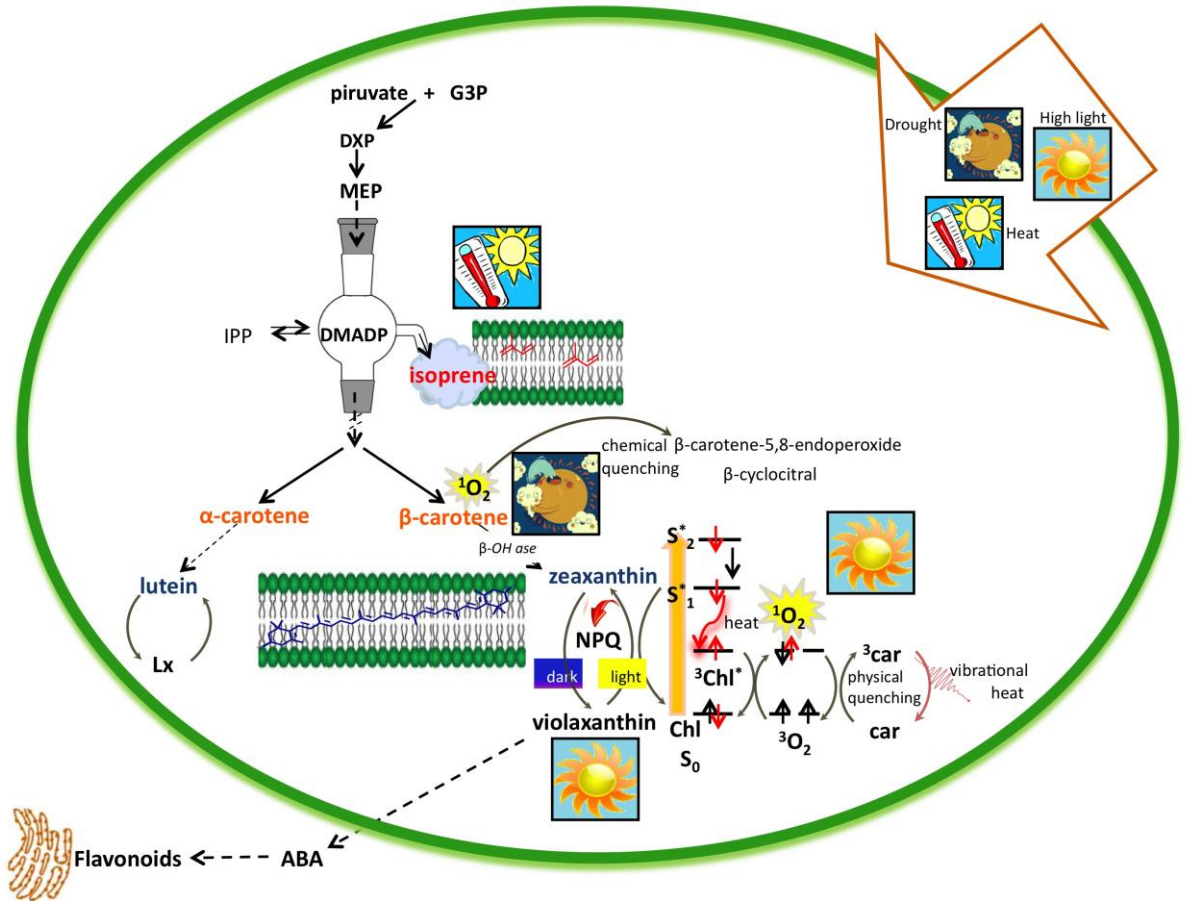 piruvate + G3P
DXP
MEP
Drought
High light
Heat
IPP
DMADP
isoprene
chemical quenching
β-carotene-5,8-endoperoxide
β-cyclocitral
¹O₂
α-carotene
β-carotene
β-OH ase
lutein
Lx
zeaxanthin
NPQ
dark
light
violaxanthin
S*₂
S*₁
heat
³Chl*
Chl
S₀
¹O₂
³O₂
³car
physical
quenching
car
vibrational
heat
Flavonoids
ABA